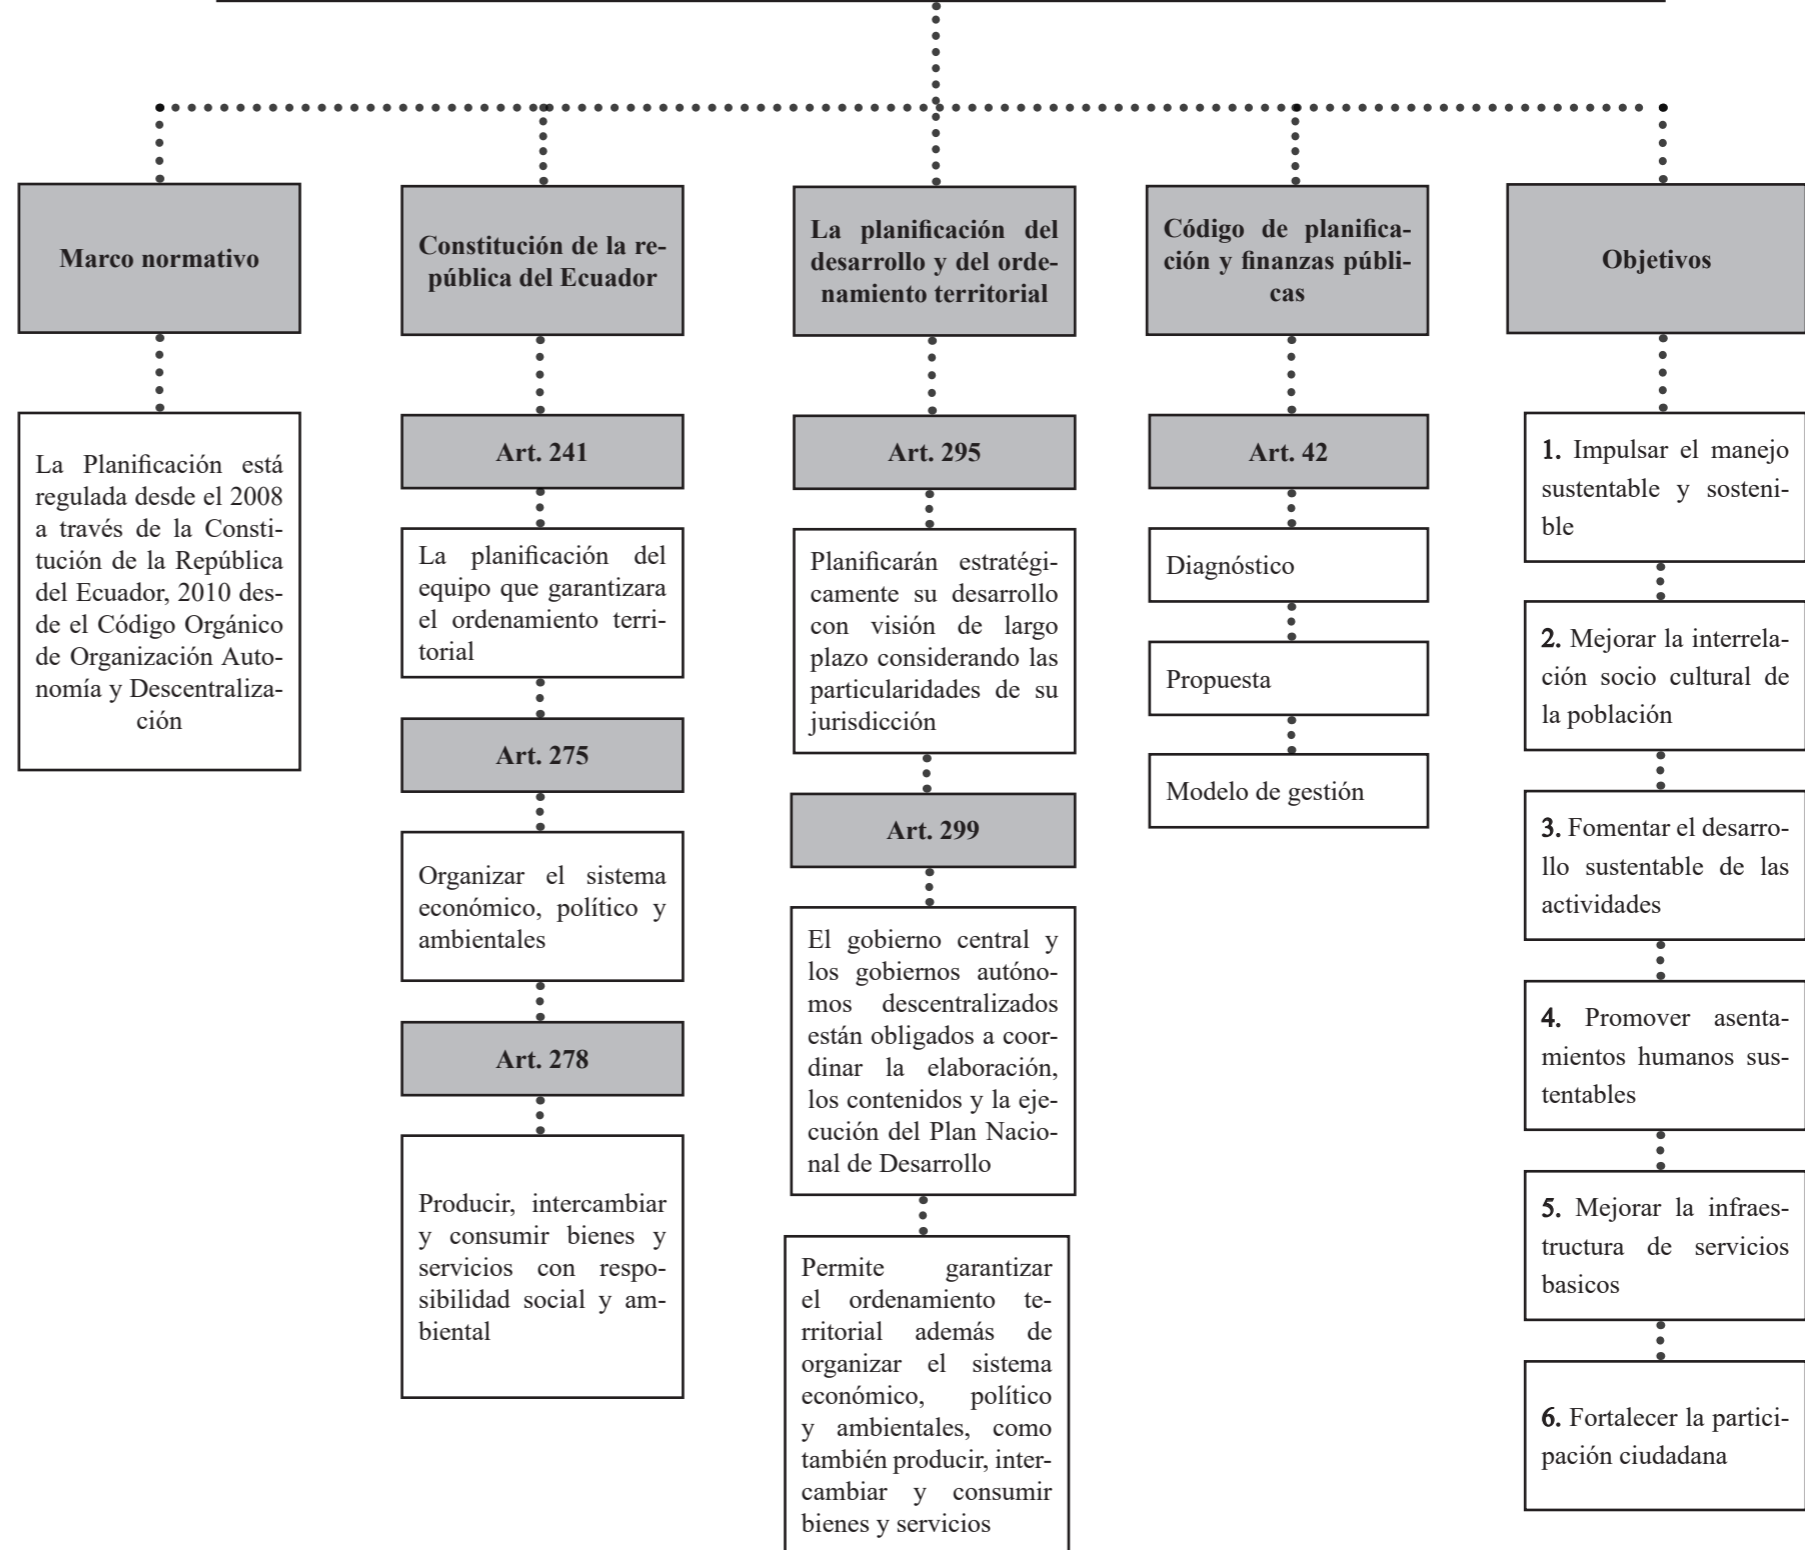 Marco normativo
La Planificación está
regulada desde el 2008
a través de la Consti-
tución de la República
del Ecuador, 2010 des-
de el Código Orgánico
de Organización Auto-
nomía y Descentraliza-
ción
Constitución de la re-
pública del Ecuador
Art. 241
La planificación del
equipo que garantizara
el ordenamiento terri-
torial
Art. 275
Organizar el sistema
económico, político y
ambientales
Art. 278
Producir, intercambiar
y consumir bienes y
servicios con respo-
sibilidad social y am-
biental
La planificación del
desarrollo y del orde-
namiento territorial
Art. 295
Planificarán estratégi-
camente su desarrollo
con visión de largo
plazo considerando las
particularidades de su
jurisdicción
Art. 299
El gobierno central y
los gobiernos autóno-
mos descentralizados
están obligados a coor-
dinar la elaboración,
los contenidos y la eje-
cución del Plan Nacio-
nal de Desarrollo
Permite garantizar
el ordenamiento te-
rritorial además de
organizar el sistema
económico, político
y ambientales, como
también producir, inter-
cambiar y consumir
bienes y servicios
Código de planifica-
ción y finanzas públi-
cas
Art. 42
Diagnóstico
Propuesta
Modelo de gestión
Objetivos
1. Impulsar el manejo
sustentable y sosteni-
ble
2. Mejorar la interrela-
ción socio cultural de
la población
3. Fomentar el desarro-
llo sustentable de las
actividades
4. Promover asenta-
mientos humanos sus-
tentables
5. Mejorar la infraes-
tructura de servicios
basicos
6. Fortalecer la partici-
pación ciudadana